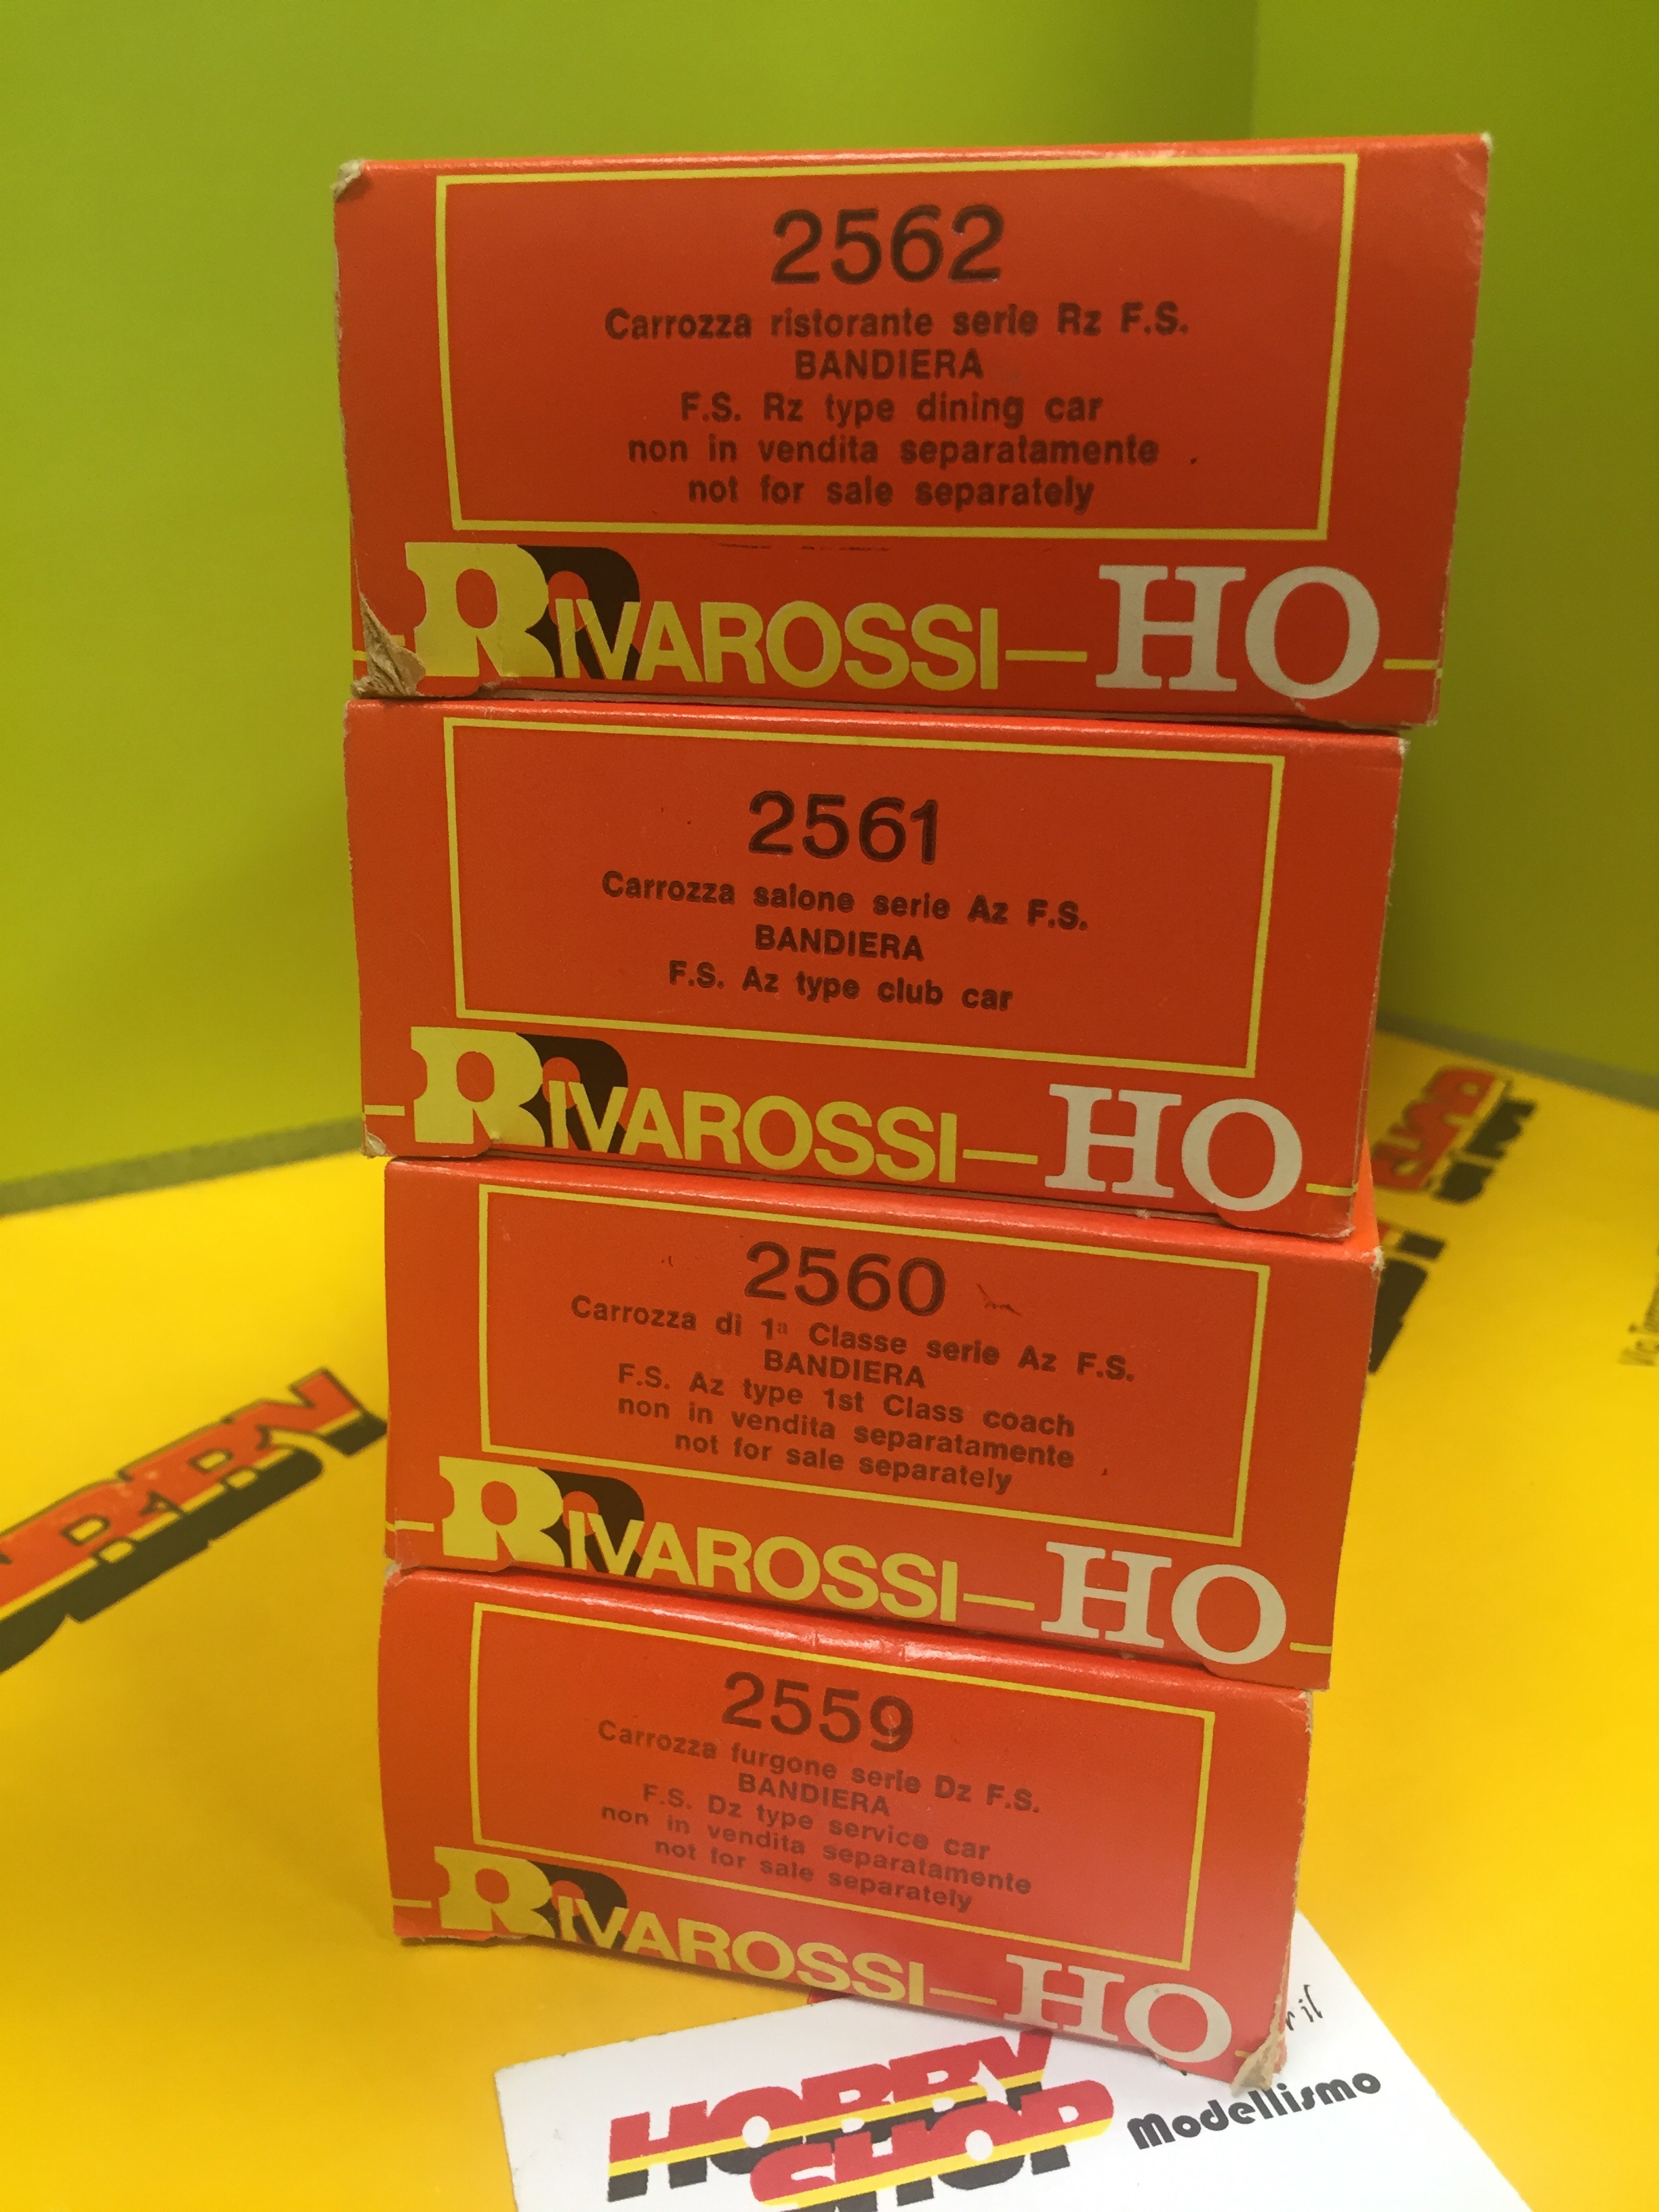 2562
Carrozza ristorante serie Rz F.S.
BANDIERA
F.S. Rz type dining car
non in vendita separatamente
not for sale separately
RIVAROSSI HO
2561
Carrozza salone serie Az F.S.
BANDIERA
F.S. Az type club car
RIVAROSSI HO
2560
Carrozza di 1ª Classe serie Az F.S.
BANDIERA
F.S. Az type 1st Class coach
non in vendita separatamente
not for sale separately
RIVAROSSI HO
2559
Carrozza furgone serie Dz F.S.
BANDIERA
F.S. Dz type service car
non in vendita separatamente
not for sale separately
RIVAROSSI HO
il
HOBBY
SHOP
Modellismo